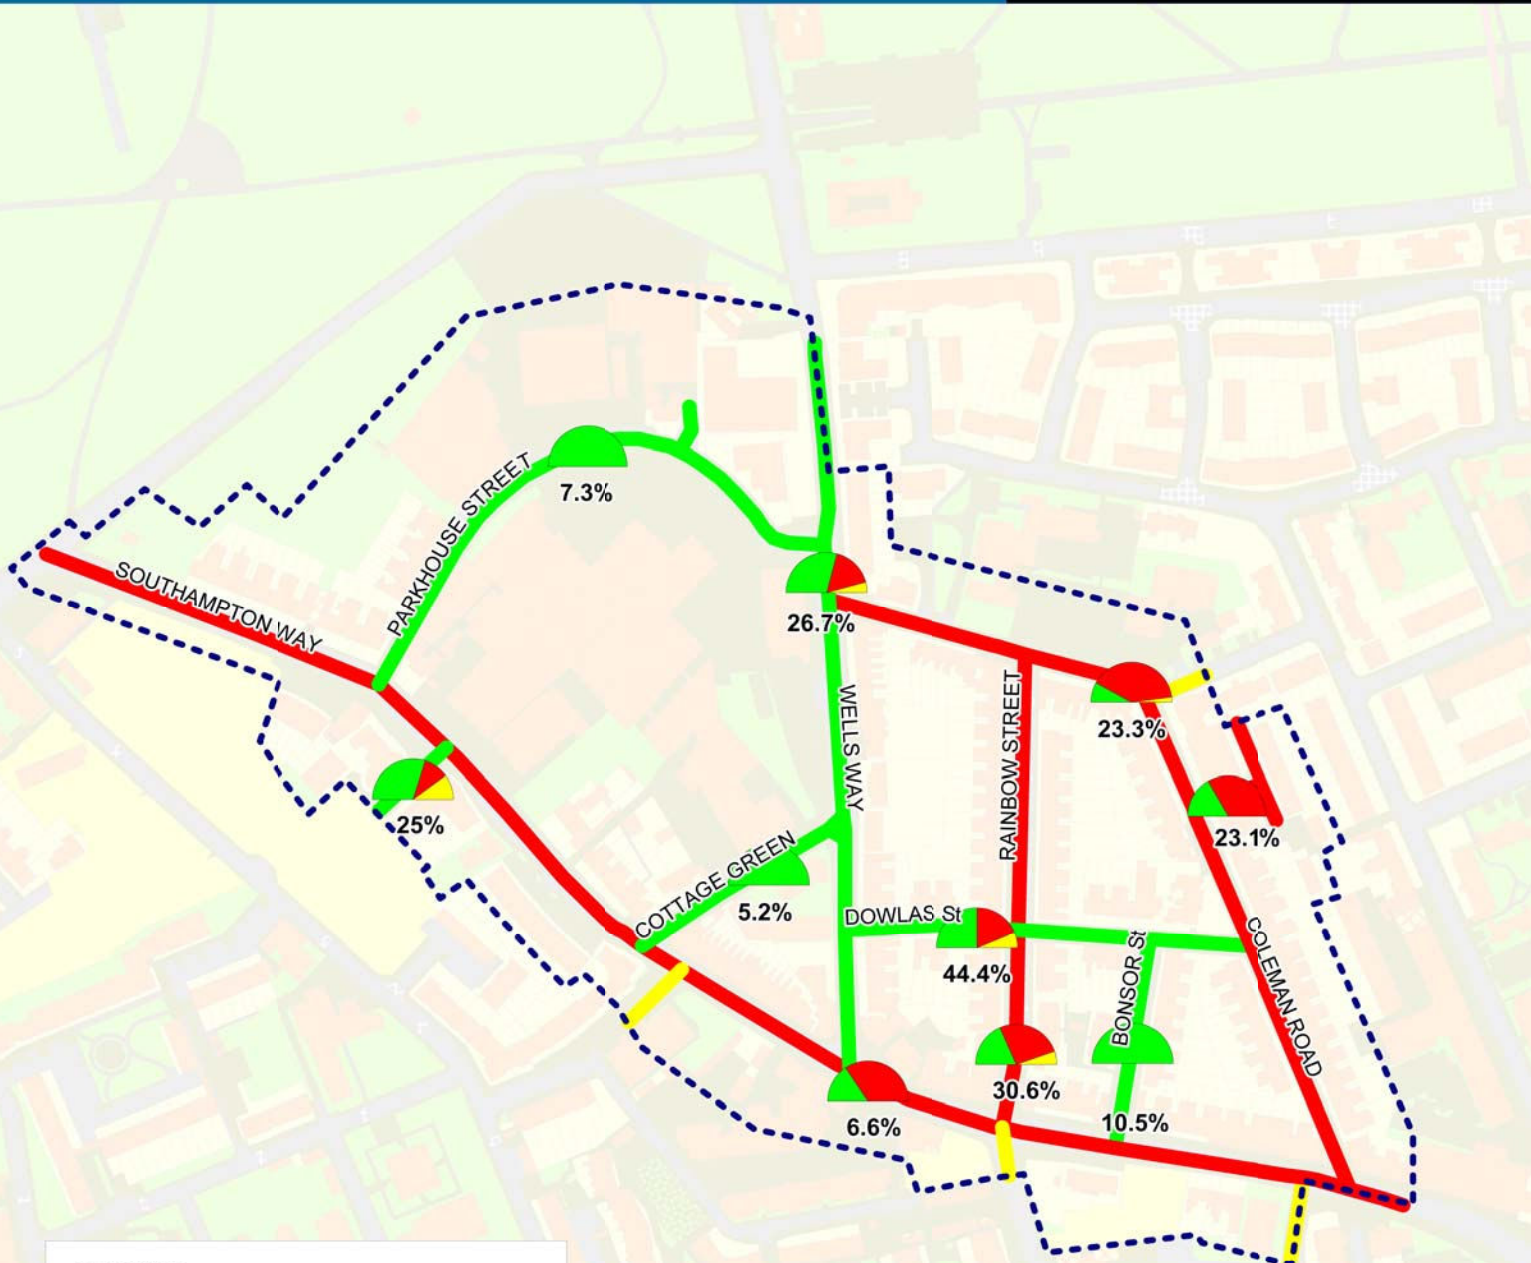 PARKHOUSE STREET
7.3%
SOUTHAMPTON WAY
26.7%
23.3%
WELLS WAY
RAINBOW STREET
25%
23.1%
COTTAGE GREEN
5.2%
DOWLAS St
44.4%
BONSOR St
COLEMAN ROAD
30.6%
6.6%
10.5%